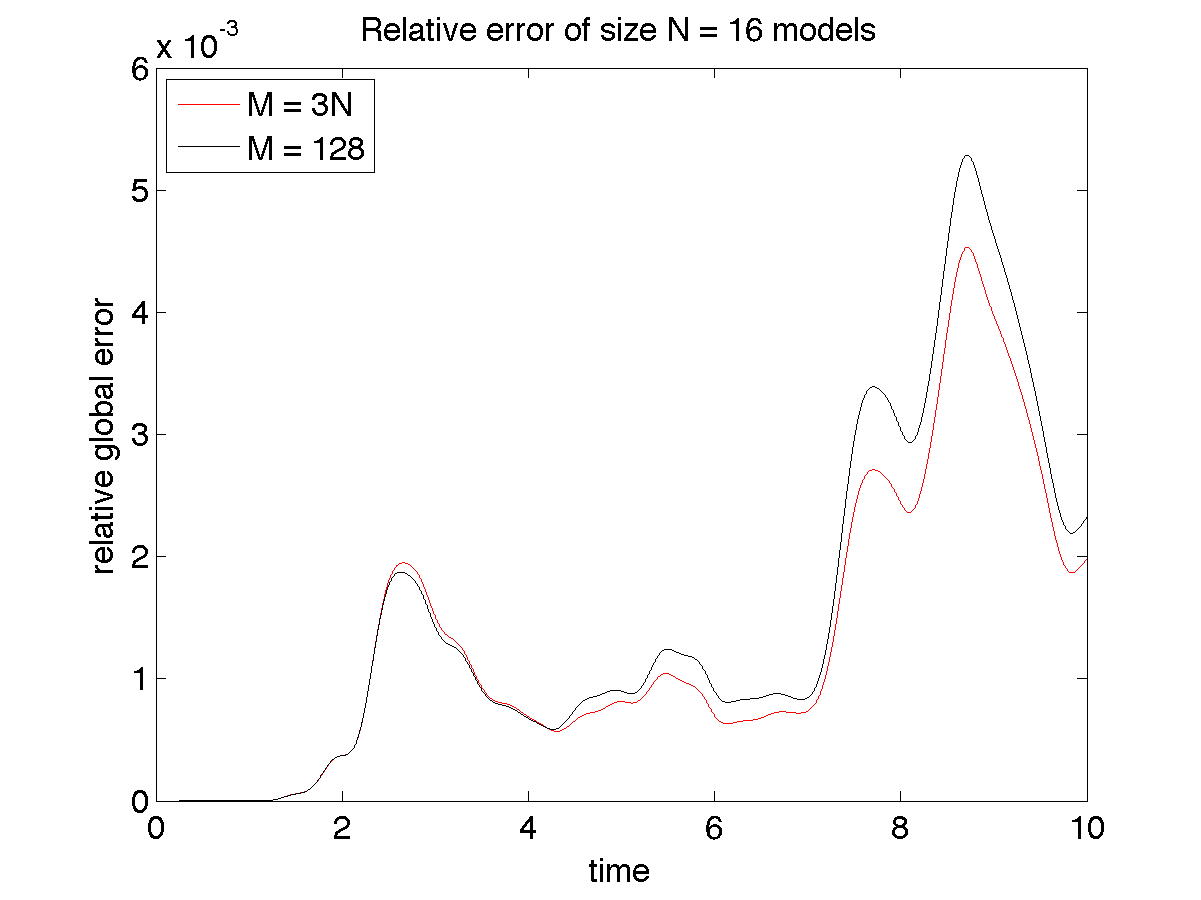 Relative error of size N = 16 models
x 10-3
6
5
4
3
2
1
0
M = 3N
M = 128
relative global error
0 2 4 6 8 10
time